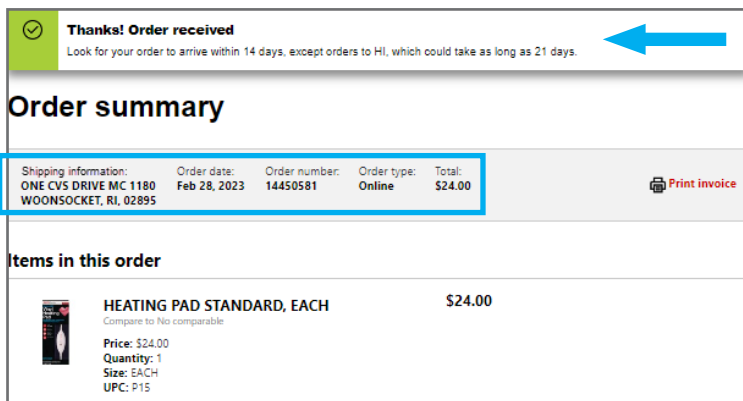 Thanks! Order received
Look for your order to arrive within 14 days, except orders to HI, which could take as long as 21 days.
Order summary
Shipping information:
ONE CVS DRIVE MC 1180
WOONSOCKET, RI, 02895
Order date:
Feb 28, 2023
Order number:
14450581
Order type:
Online
Total:
$24.00
Print invoice
Items in this order
HEATING PAD STANDARD, EACH
$24.00
Compare to No comparable
Price: $24.00
Quantity: 1
Size: EACH
UPC: P15